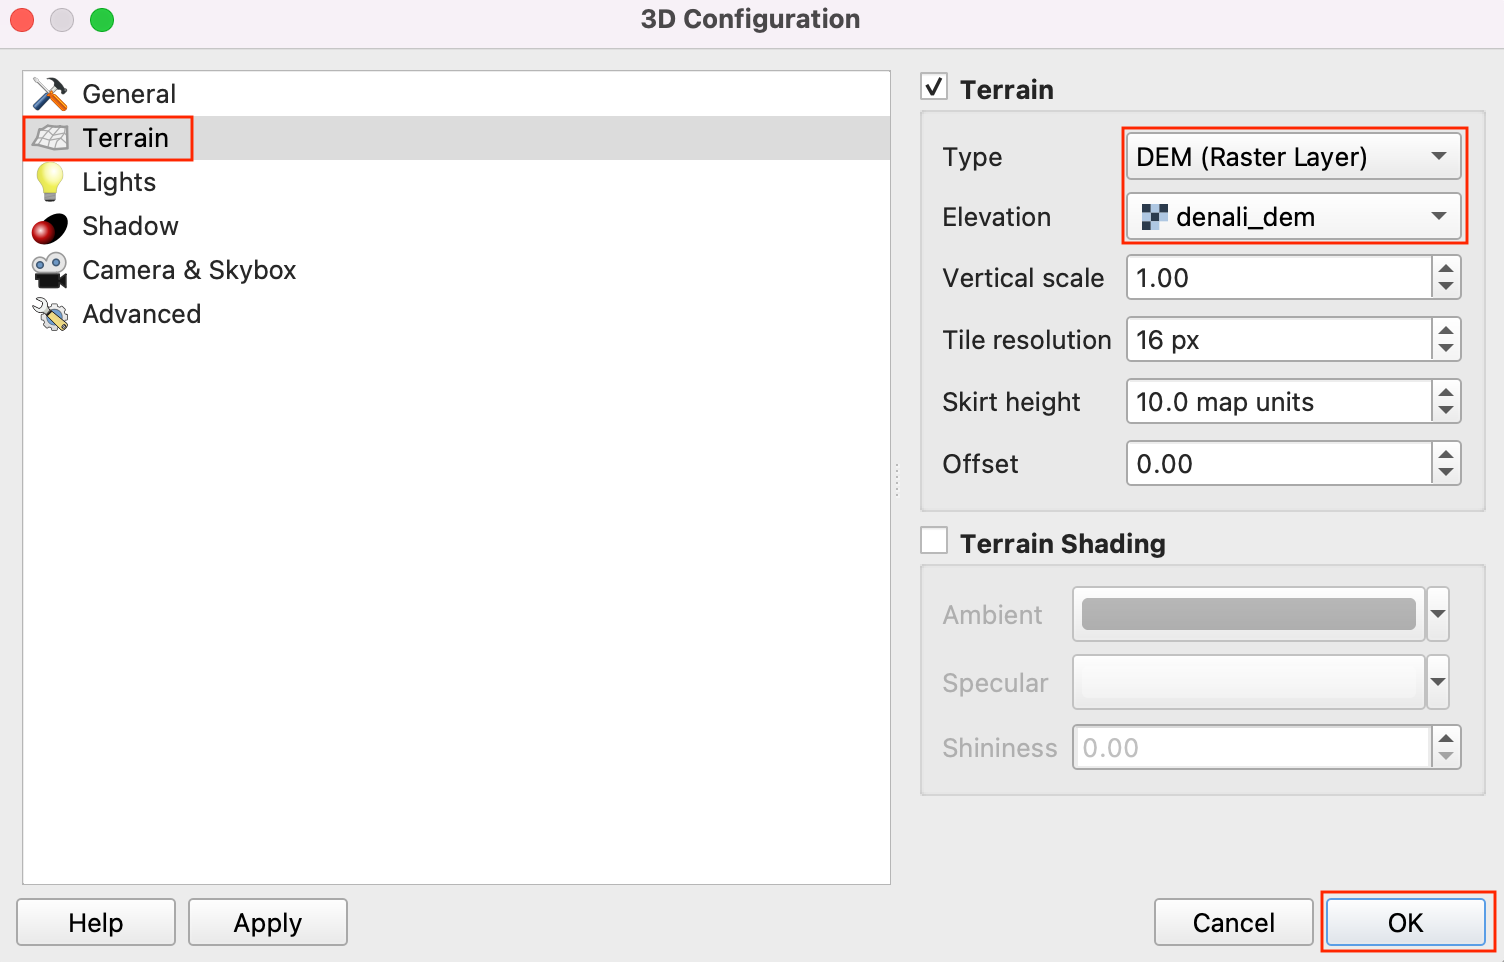 3D Configuration
General
Terrain
Lights
Shadow
Camera & Skybox
Advanced
Terrain
Type DEM (Raster Layer)
Elevation denali_dem
Vertical scale 1.00
Tile resolution 16 px
Skirt height 10.0 map units
Offset 0.00
Terrain Shading
Ambient
Specular
Shininess 0.00
Help Apply Cancel OK